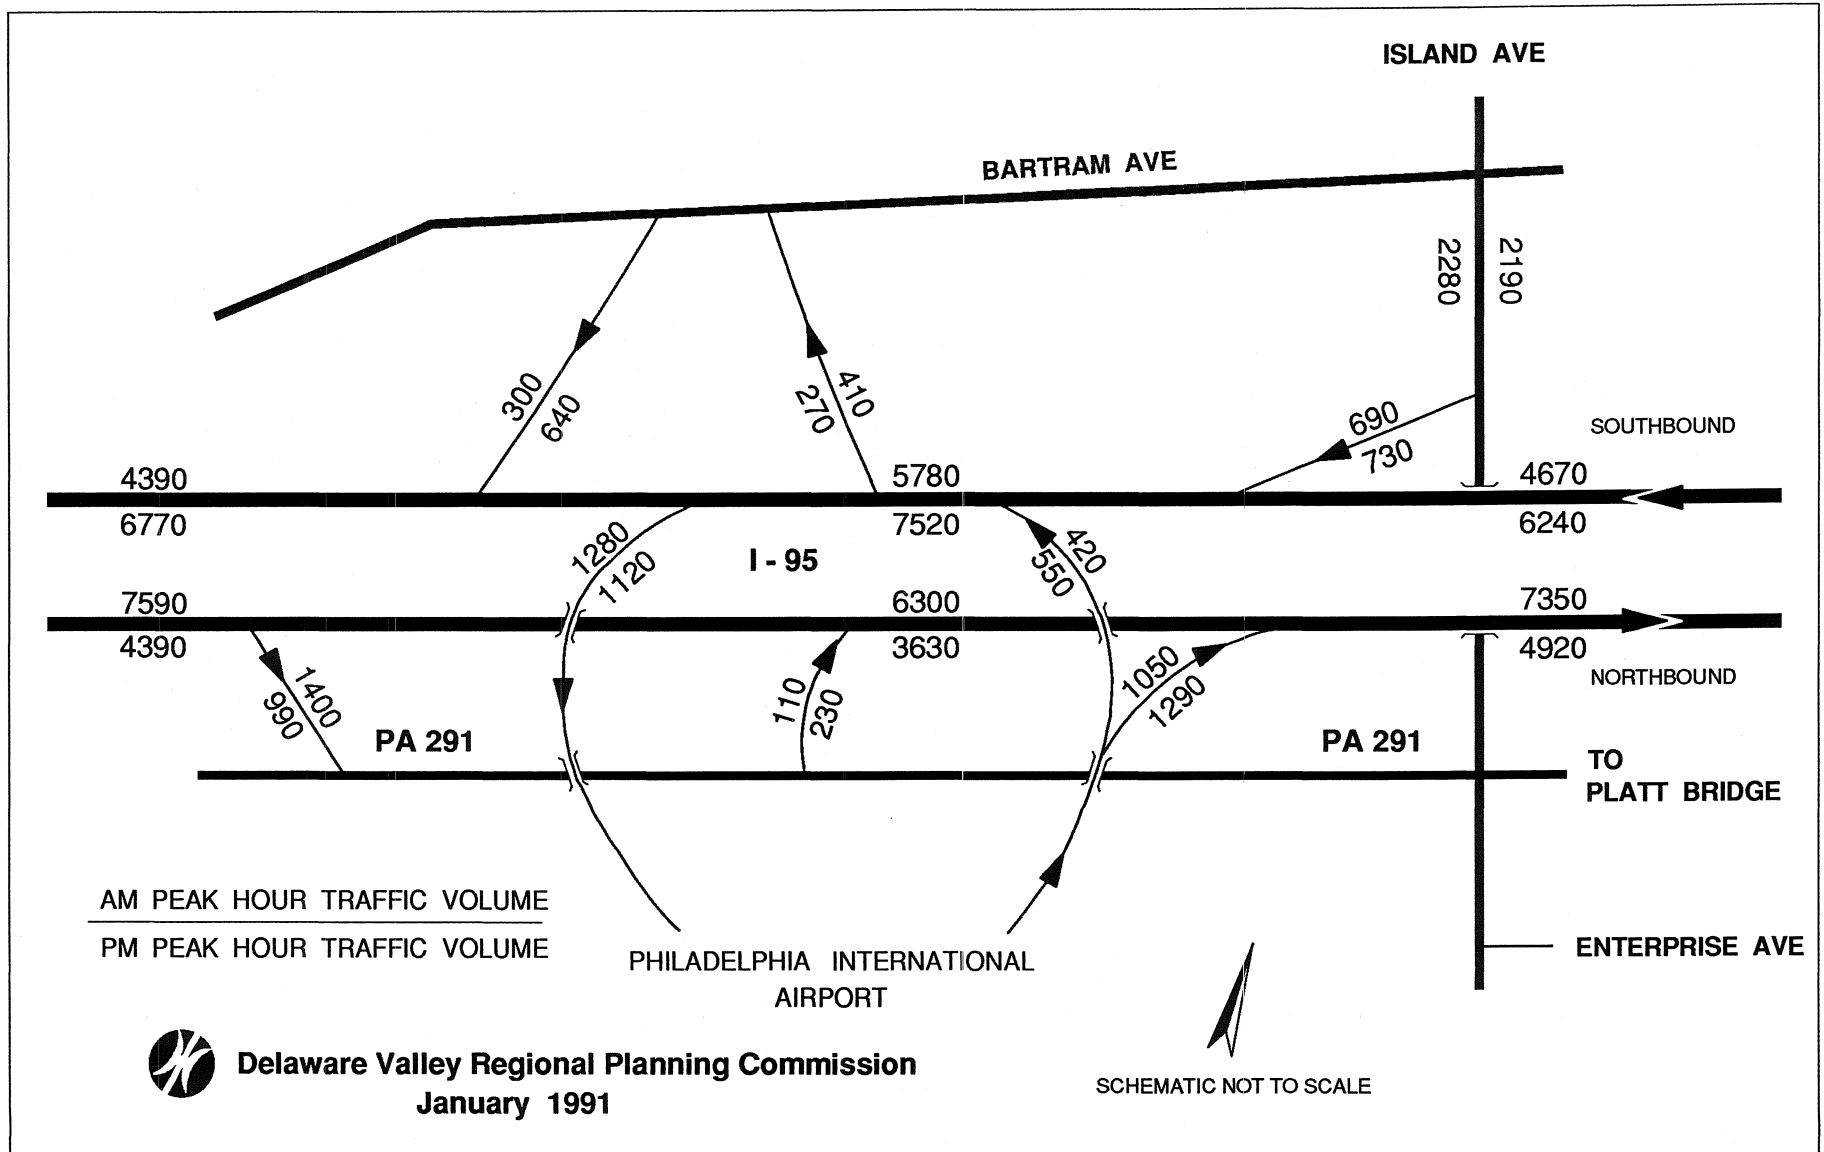 ISLAND AVE
BARTRAM AVE
2280
2190
300
640
410
270
690
730
SOUTHBOUND
4390
6770
5780
7520
4670
6240
1280
1120
I - 95
420
550
7590
4390
6300
3630
7350
4920
NORTHBOUND
1400
990
PA 291
110
230
1050
1290
PA 291
TO
PLATT BRIDGE
AM PEAK HOUR TRAFFIC VOLUME
PM PEAK HOUR TRAFFIC VOLUME
PHILADELPHIA INTERNATIONAL
AIRPORT
ENTERPRISE AVE
Delaware Valley Regional Planning Commission
January 1991
SCHEMATIC NOT TO SCALE